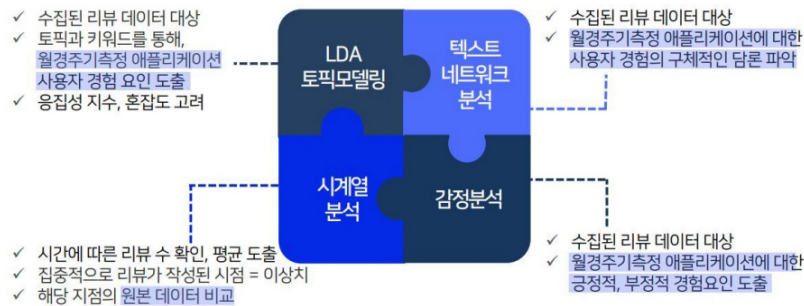 ✓ 수집된 리뷰 데이터 대상
✓ 토픽과 키워드를 통해,
월경주기측정 애플리케이션
사용자 경험 요인 도출
✓ 응집성 지수, 혼잡도 고려
LDA
토픽모델링
텍스트
네트워크
분석
✓ 수집된 리뷰 데이터 대상
✓ 월경주기측정 애플리케이션에 대한
사용자 경험의 구체적인 담론 파악
시계열
분석
감정분석
✓ 시간에 따른 리뷰 수 확인, 평균 도출
✓ 집중적으로 리뷰가 작성된 시점 = 이상치
✓ 해당 지점의 원본 데이터 비교
✓ 수집된 리뷰 데이터 대상
✓ 월경주기측정 애플리케이션에 대한
긍정적, 부정적 경험요인 도출